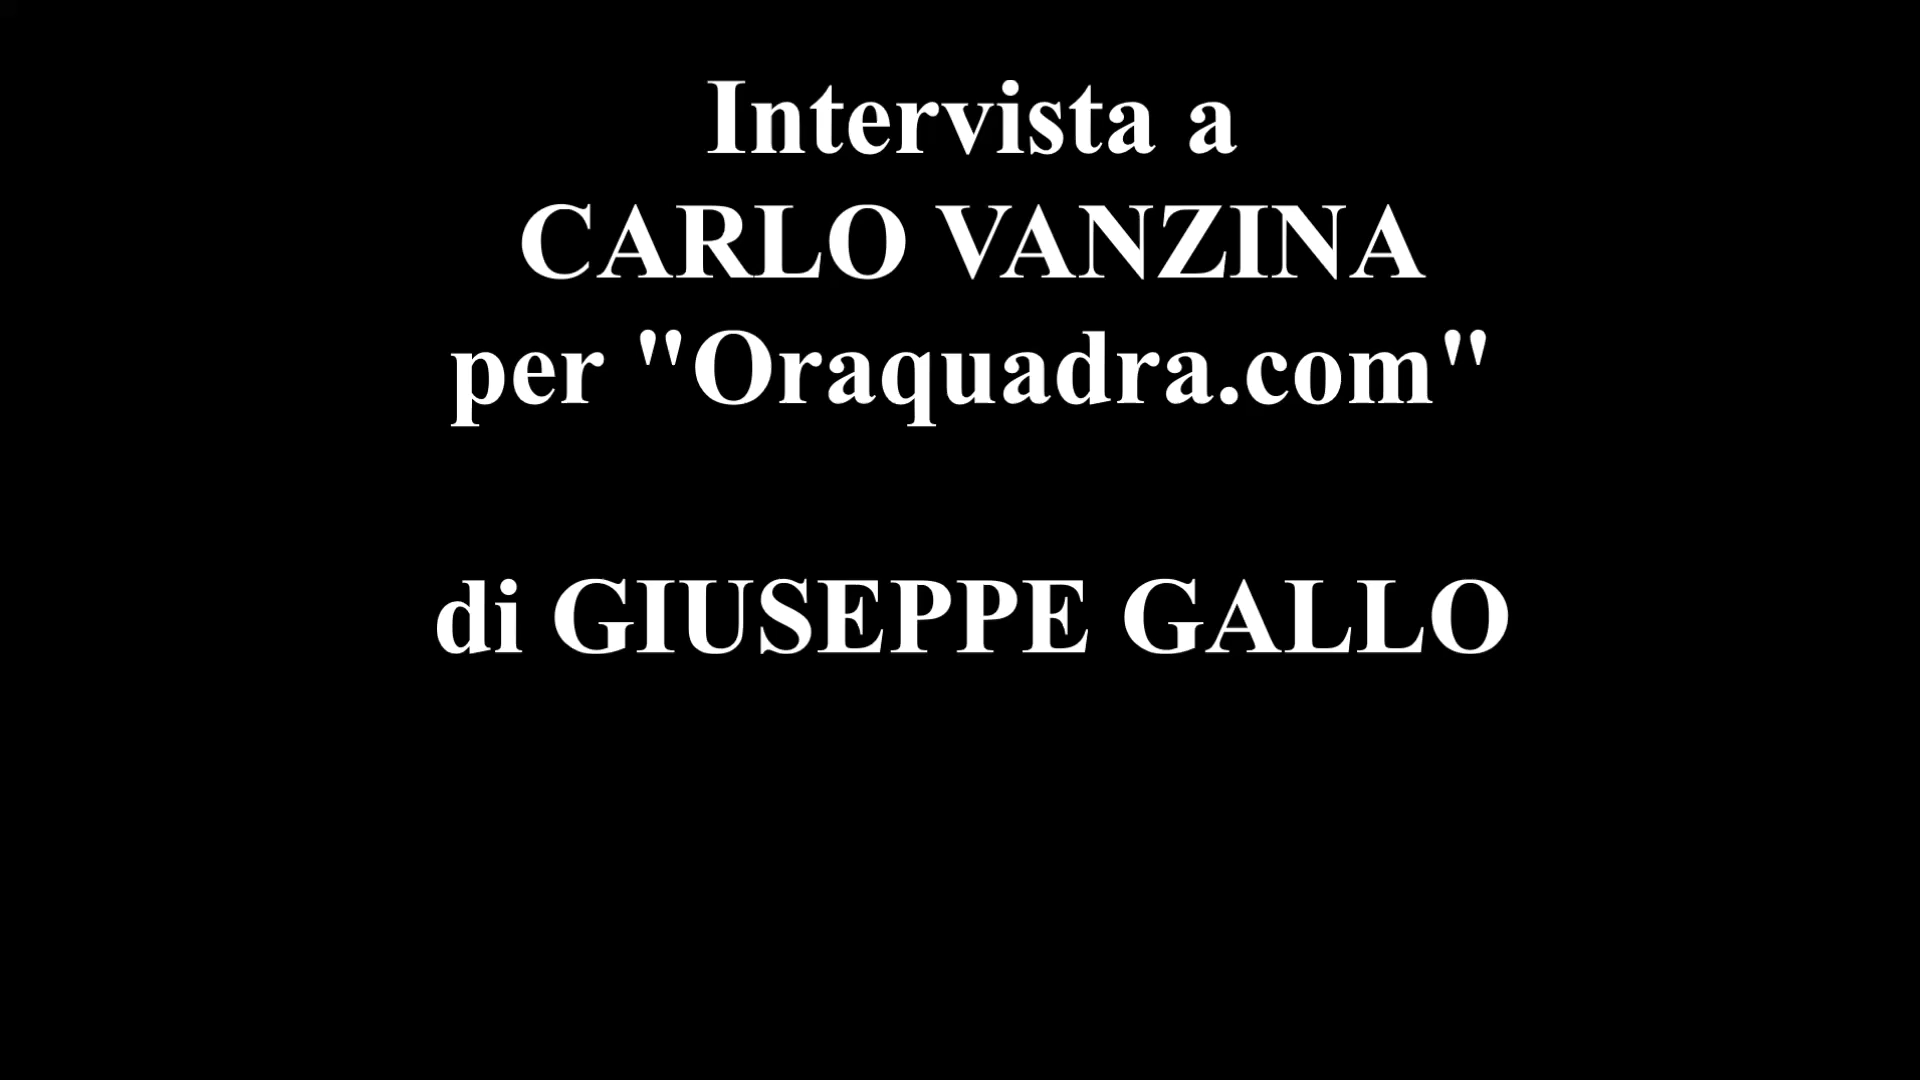 Intervista a
CARLO VANZINA
per "Oraquadra.com"
di GIUSEPPE GALLO